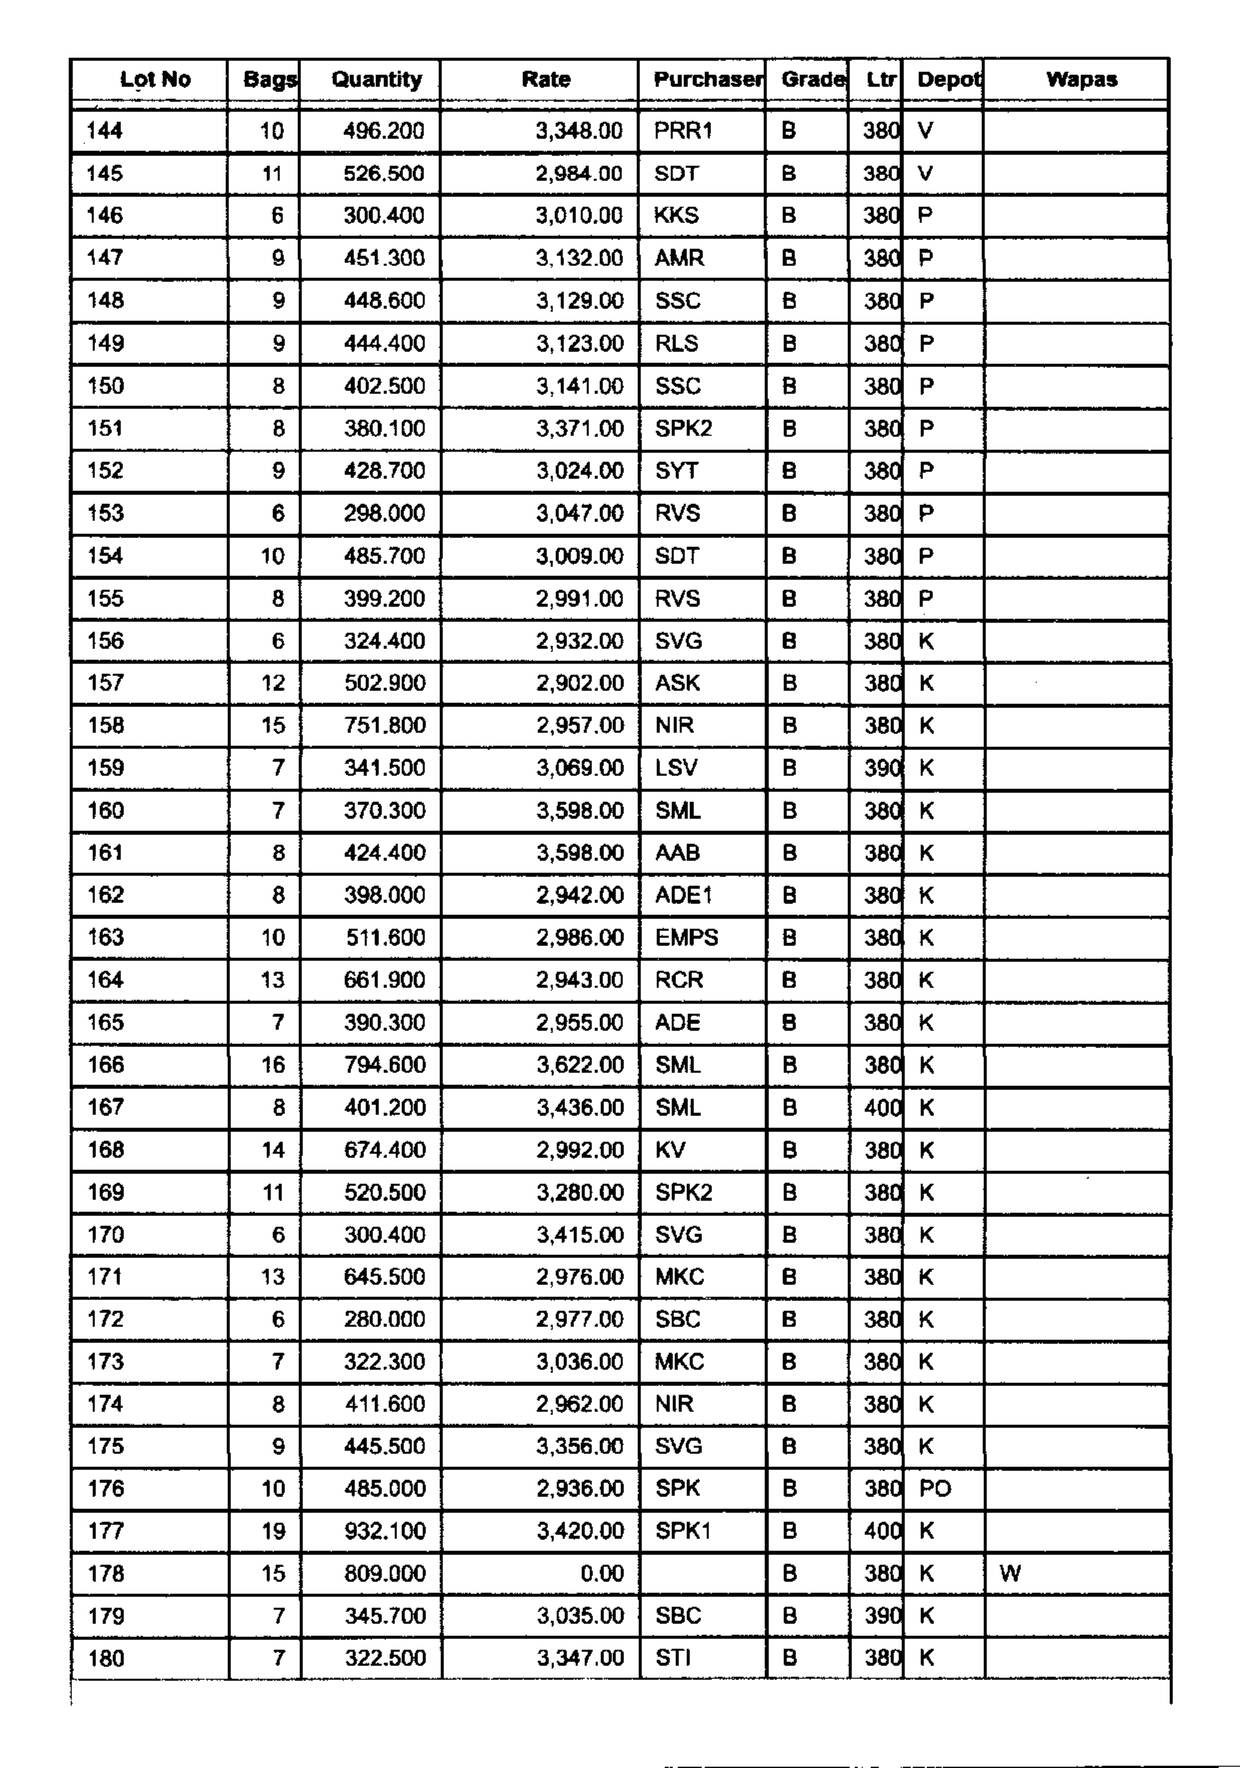 Lot No Bags Quantity Rate Purchaser Grade Ltr Depot Wapas
144 10 496.200 3,348.00 PRR1 B 380 V
145 11 526.500 2,984.00 SDT B 380 V
146 6 300.400 3,010.00 KKS B 380 P
147 9 451.300 3,132.00 AMR B 380 P
148 9 448.600 3,129.00 SSC B 380 P
149 9 444.400 3,123.00 RLS B 380 P
150 8 402.500 3,141.00 SSC B 380 P
151 8 380.100 3,371.00 SPK2 B 380 P
152 9 428.700 3,024.00 SYT B 380 P
153 6 298.000 3,047.00 RVS B 380 P
154 10 485.700 3,009.00 SDT B 380 P
155 8 399.200 2,991.00 RVS B 380 P
156 6 324.400 2,932.00 SVG B 380 K
157 12 502.900 2,902.00 ASK B 380 K
158 15 751.800 2,957.00 NIR B 380 K
159 7 341.500 3,069.00 LSV B 390 K
160 7 370.300 3,598.00 SML B 380 K
161 8 424.400 3,598.00 AAB B 380 K
162 8 398.000 2,942.00 ADE1 B 380 K
163 10 511.600 2,986.00 EMPS B 380 K
164 13 661.900 2,943.00 RCR B 380 K
165 7 390.300 2,955.00 ADE B 380 K
166 16 794.600 3,622.00 SML B 380 K
167 8 401.200 3,436.00 SML B 400 K
168 14 674.400 2,992.00 KV B 380 K
169 11 520.500 3,280.00 SPK2 B 380 K
170 6 300.400 3,415.00 SVG B 380 K
171 13 645.500 2,976.00 MKC B 380 K
172 6 280.000 2,977.00 SBC B 380 K
173 7 322.300 3,036.00 MKC B 380 K
174 8 411.600 2,962.00 NIR B 380 K
175 9 445.500 3,356.00 SVG B 380 K
176 10 485.000 2,936.00 SPK B 380 PO
177 19 932.100 3,420.00 SPK1 B 400 K
178 15 809.000 0.00 B 380 K W
179 7 345.700 3,035.00 SBC B 390 K
180 7 322.500 3,347.00 STI B 380 K